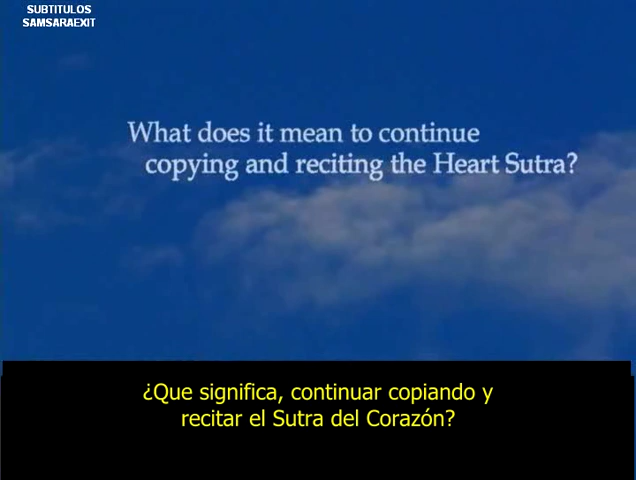 SUBTITULOS
SAMSARAEXIT
What does it mean to continue
copying and reciting the Heart Sutra?
¿Que significa, continuar copiando y
recitar el Sutra del Corazón?